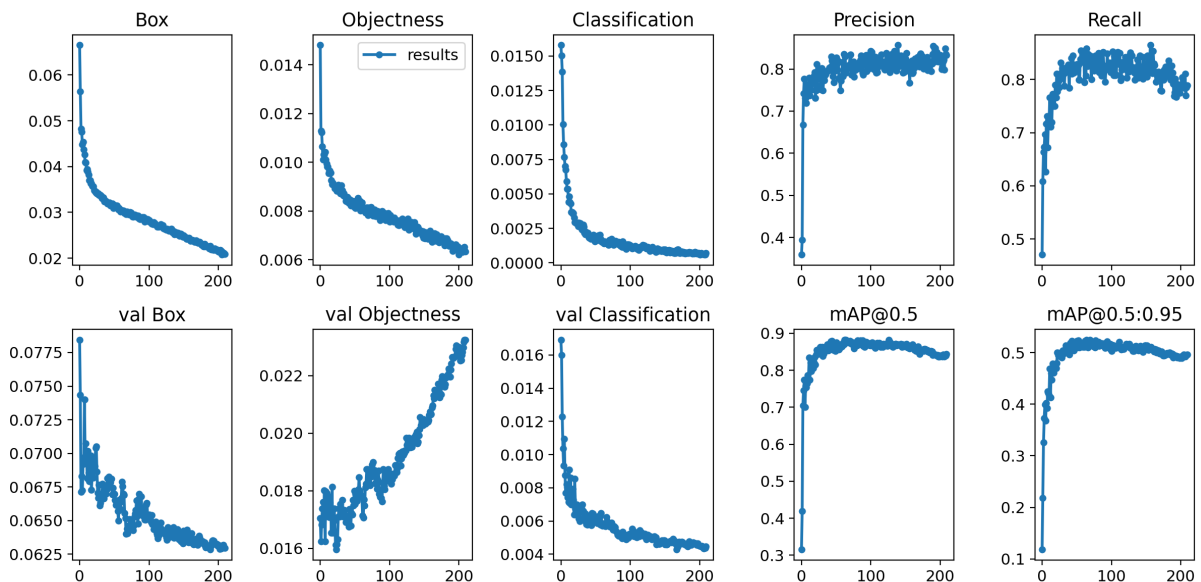 Box
0.06
0.05
0.04
0.03
0.02
0 100 200
Objectness
results
0.014
0.012
0.010
0.008
0.006
0 100 200
Classification
0.0150
0.0125
0.0100
0.0075
0.0050
0.0025
0.0000
0 100 200
Precision
0.8
0.7
0.6
0.5
0.4
0 100 200
Recall
0.8
0.7
0.6
0.5
0 100 200
val Box
0.0775
0.0750
0.0725
0.0700
0.0675
0.0650
0.0625
0 100 200
val Objectness
0.022
0.020
0.018
0.016
0 100 200
val Classification
0.016
0.014
0.012
0.010
0.008
0.006
0.004
0 100 200
mAP@0.5
0.9
0.8
0.7
0.6
0.5
0.4
0.3
0 100 200
mAP@0.5:0.95
0.5
0.4
0.3
0.2
0.1
0 100 200